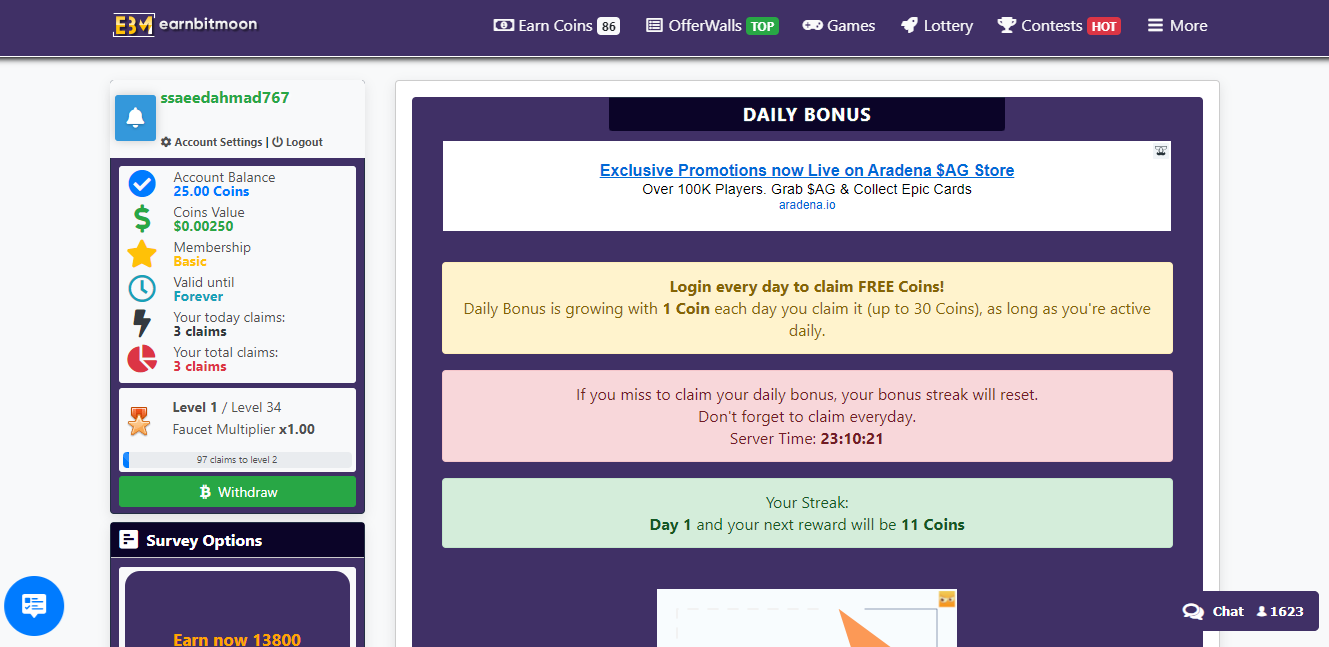 EBM earnbitmoon
Earn Coins 86
OfferWalls TOP
Games
Lottery
Contests HOT
More
ssaeedahmad767
Account Settings | Logout
Account Balance
25.00 Coins
Coins Value
$0.00250
Membership
Basic
Valid until
Forever
Your today claims:
3 claims
Your total claims:
3 claims
Level 1 / Level 34
Faucet Multiplier x1.00
97 claims to level 2
Withdraw
Survey Options
Earn now 13800
DAILY BONUS
Exclusive Promotions now Live on Aradena $AG Store
Over 100K Players. Grab $AG & Collect Epic Cards
aradena.io
Login every day to claim FREE Coins!
Daily Bonus is growing with 1 Coin each day you claim it (up to 30 Coins), as long as you're active
daily.
If you miss to claim your daily bonus, your bonus streak will reset.
Don't forget to claim everyday.
Server Time: 23:10:21
Your Streak:
Day 1 and your next reward will be 11 Coins
Chat 1623